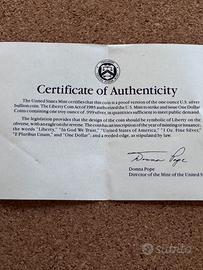 Certificate of Authenticity
The United States Mint certifies that this coin is a proof version of the one ounce U.S. silver
bullion coin. The Liberty Coin Act of 1985 authorized the U.S. Mint to strike and issue One Dollar
Coins containing one troy ounce of .999 silver, in quantities sufficient to meet public demand.
The legislation provides that the design of the coin should be symbolic of Liberty on the
obverse, with an eagle on the reverse. The coin has an inscription of the year of minting or issuance,
the words "Liberty," "In God We Trust," "United States of America," "1 Oz. Fine Silver,"
"E Pluribus Unum," and "One Dollar", and a reeded edge, as stipulated by law.
Donna Pope
Donna Pope
Director of the Mint of the United S
subito